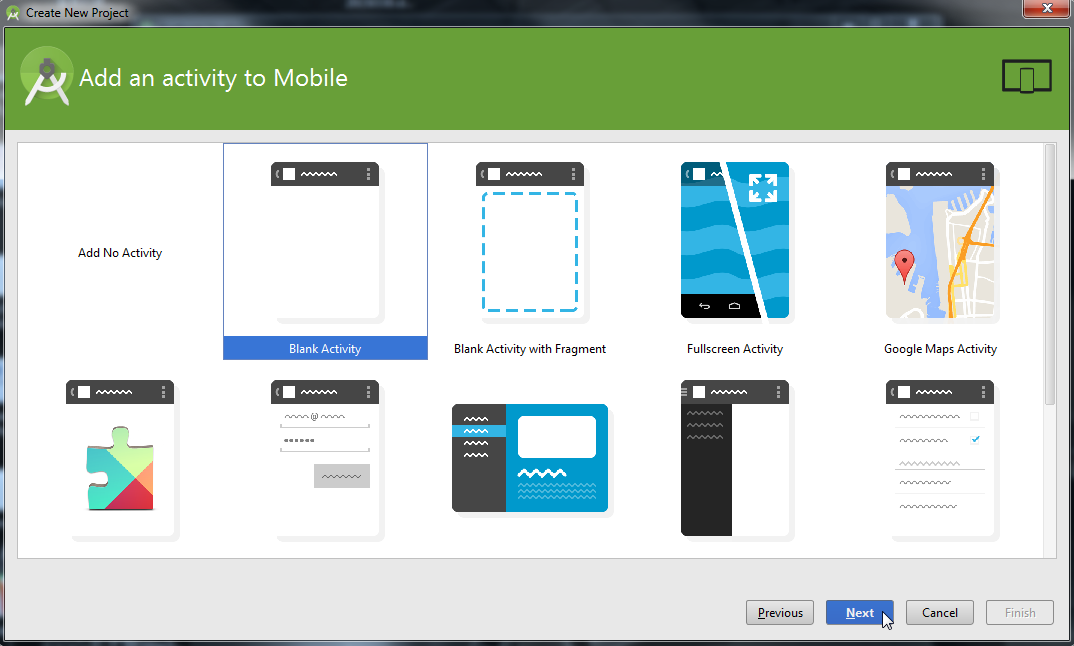 Create New Project
Add an activity to Mobile
Add No Activity
Blank Activity
Blank Activity with Fragment
Fullscreen Activity
Google Maps Activity
@
Previous
Next
Cancel
Finish